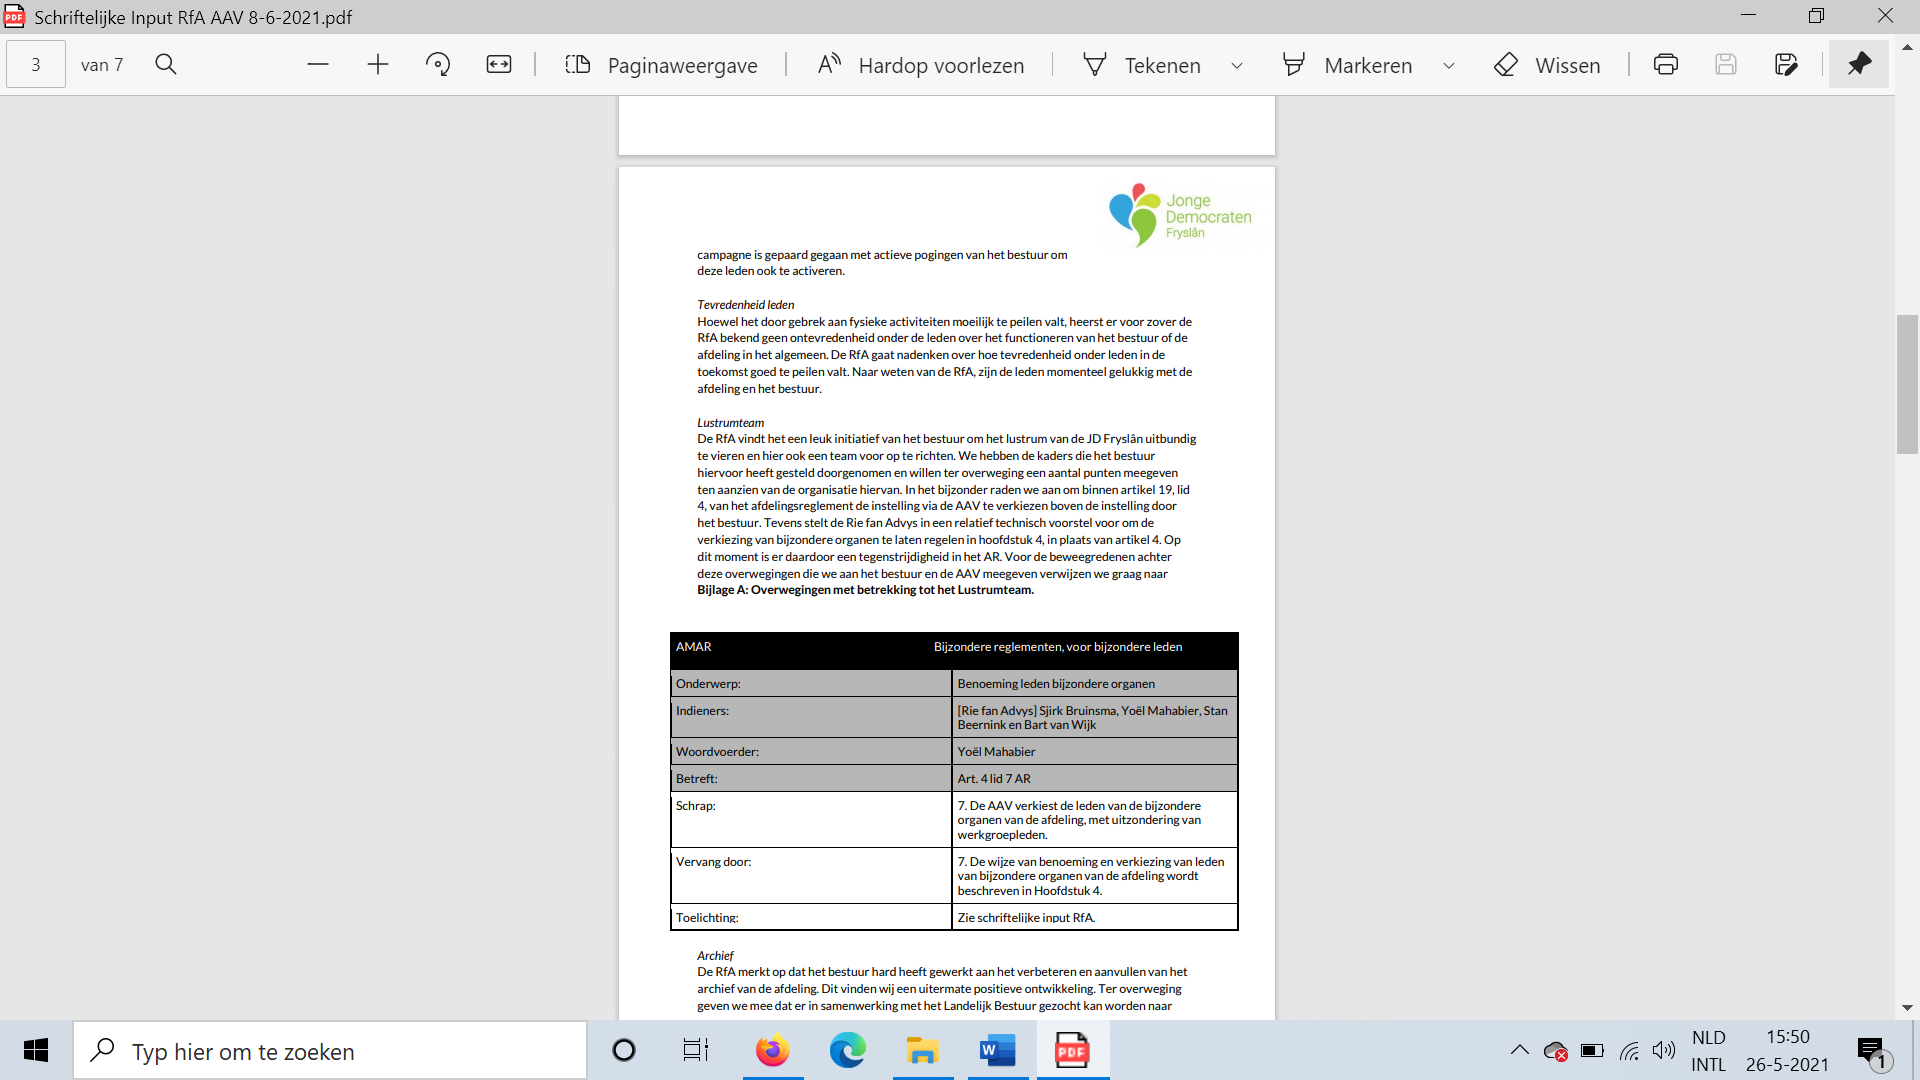 Schriftelijke Input RfA AAV 8-6-2021.pdf
3 van 7
Paginaweergave
Hardop voorlezen
Tekenen
Markeren
Wissen
Jonge
Democraten
Fryslân
campagne is gepaard gegaan met actieve pogingen van het bestuur om
deze leden ook te activeren.
Tevredenheid leden
Hoewel het door gebrek aan fysieke activiteiten moeilijk te peilen valt, heerst er voor zover de
RfA bekend geen ontevredenheid onder de leden over het functioneren van het bestuur of de
afdeling in het algemeen. De RfA gaat nadenken over hoe tevredenheid onder leden in de
toekomst goed te peilen valt. Naar weten van de RfA, zijn de leden momenteel gelukkig met de
afdeling en het bestuur.
Lustrumteam
De RfA vindt het een leuk initiatief van het bestuur om het lustrum van de JD Fryslân uitbundig
te vieren en hier ook een team voor op te richten. We hebben de kaders die het bestuur
hiervoor heeft gesteld doorgenomen en willen ter overweging een aantal punten meegeven
ten aanzien van de organisatie hiervan. In het bijzonder raden we aan om binnen artikel 19, lid
4, van het afdelingsreglement de instelling via de AAV te verkiezen boven de instelling door
het bestuur. Tevens stelt de Rie fan Advys in een relatief technisch voorstel voor om de
verkiezing van bijzondere organen te laten regelen in hoofdstuk 4, in plaats van artikel 4. Op
dit moment is er daardoor een tegenstrijdigheid in het AR. Voor de beweegredenen achter
deze overwegingen die we aan het bestuur en de AAV meegeven verwijzen we graag naar
Bijlage A: Overwegingen met betrekking tot het Lustrumteam.
AMAR Bijzondere reglementen, voor bijzondere leden
Onderwerp: Benoeming leden bijzondere organen
Indieners: [Rie fan Advys] Sjirk Bruinsma, Yoël Mahabier, Stan
Beernink en Bart van Wijk
Woordvoerder: Yoël Mahabier
Betreft: Art. 4 lid 7 AR
Schrap: 7. De AAV verkiest de leden van de bijzondere
organen van de afdeling, met uitzondering van
werkgroepleden.
Vervang door: 7. De wijze van benoeming en verkiezing van leden
van bijzondere organen van de afdeling wordt
beschreven in Hoofdstuk 4.
Toelichting: Zie schriftelijke input RfA.
Archief
De RfA merkt op dat het bestuur hard heeft gewerkt aan het verbeteren en aanvullen van het
archief van de afdeling. Dit vinden wij een uitermate positieve ontwikkeling. Ter overweging
geven we mee dat er in samenwerking met het Landelijk Bestuur gezocht kan worden naar
Typ hier om te zoeken
NLD
INTL
15:50
26-5-2021
1